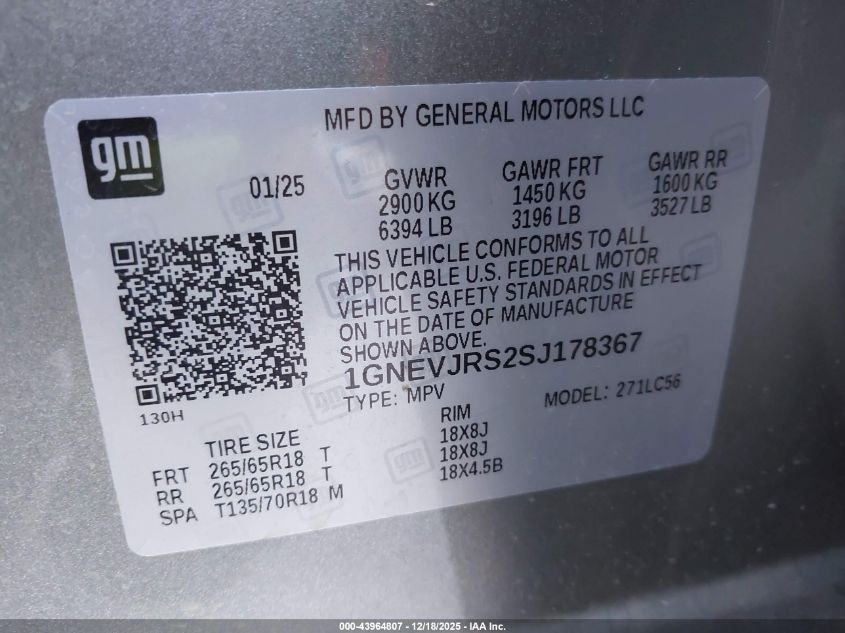 MFD BY GENERAL MOTORS LLC
gm
01/25 GVWR GAWR FRT GAWR RR
2900 KG 1450 KG 1600 KG
6394 LB 3196 LB 3527 LB
THIS VEHICLE CONFORMS TO ALL
APPLICABLE U.S. FEDERAL MOTOR
VEHICLE SAFETY STANDARDS IN EFFECT
ON THE DATE OF MANUFACTURE
SHOWN ABOVE.
1GNEVJRS2SJ178367
TYPE: MPV MODEL: 271LC56
130H
TIRE SIZE RIM
FRT 265/65R18 T 18X8J
RR 265/65R18 T 18X8J
SPA T135/70R18 M 18X4.5B
000-43964807 - 12/18/2025 - IAA Inc.